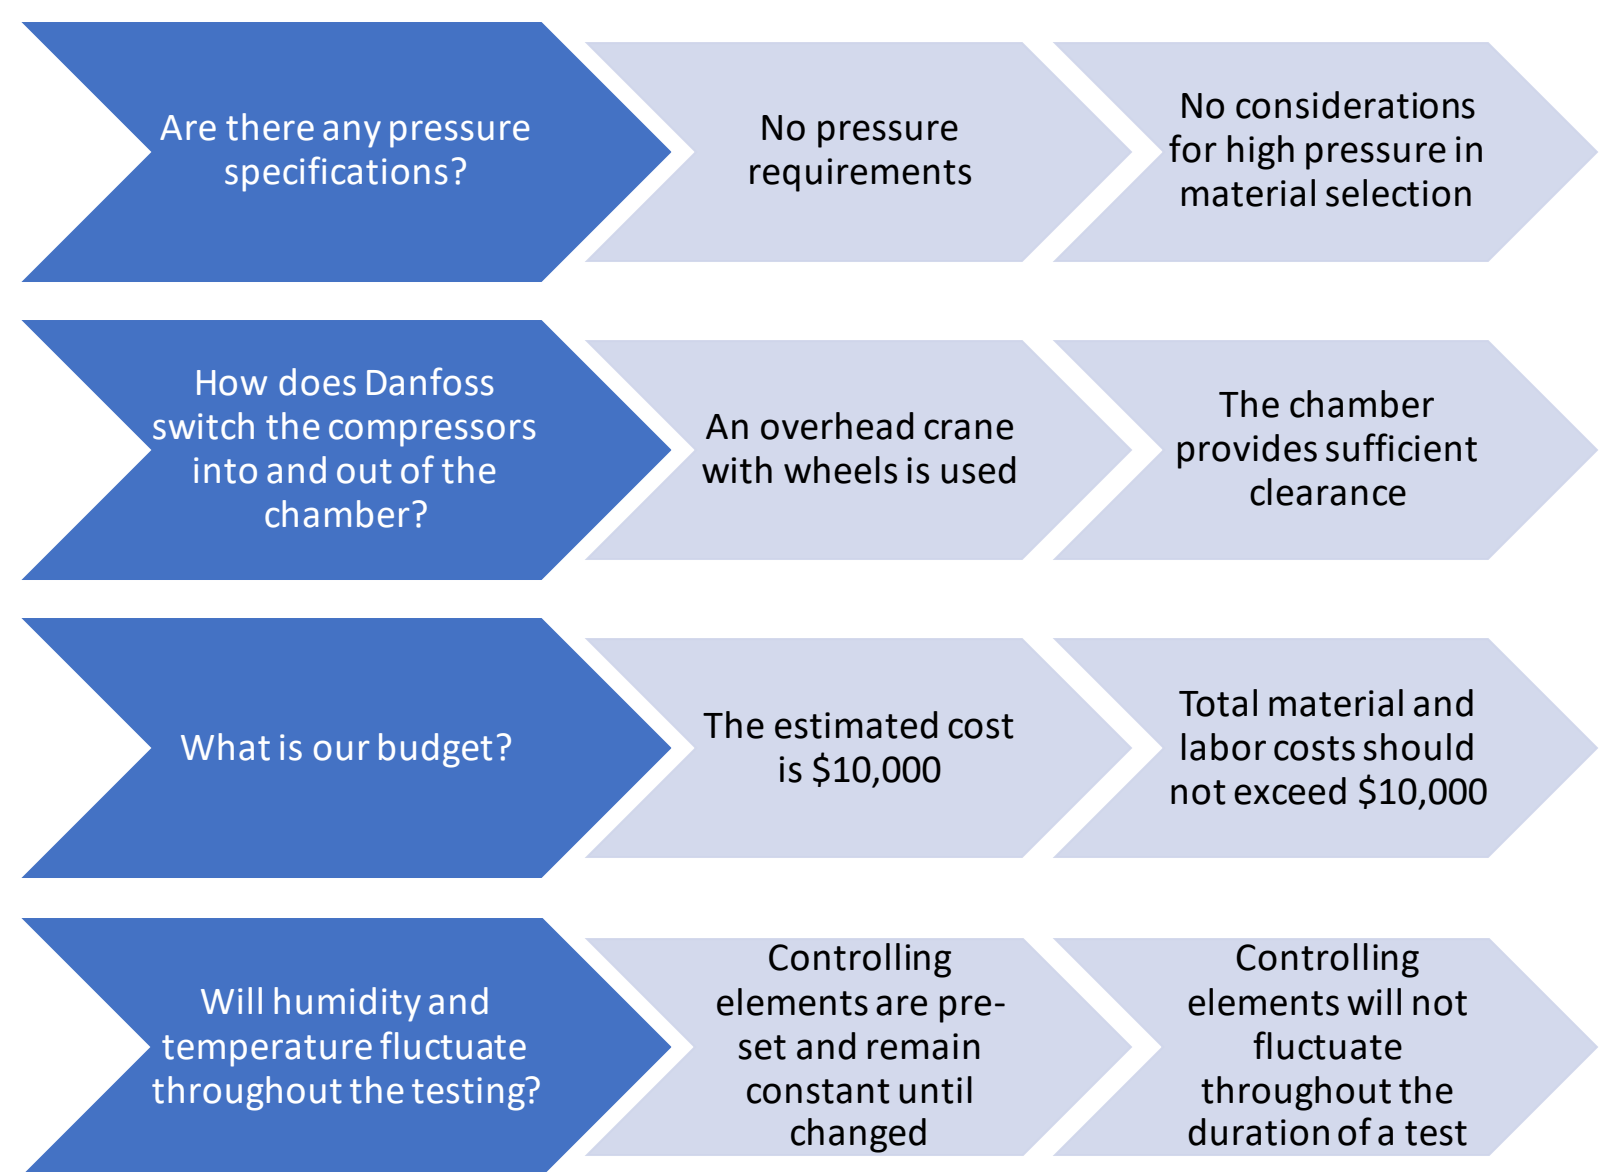 Are there any pressure
specifications?
No pressure
requirements
No considerations
for high pressure in
material selection
How does Danfoss
switch the compressors
into and out of the
chamber?
An overhead crane
with wheels is used
The chamber
provides sufficient
clearance
What is our budget?
The estimated cost
is $10,000
Total material and
labor costs should
not exceed $10,000
Will humidity and
temperature fluctuate
throughout the testing?
Controlling
elements are pre-
set and remain
constant until
changed
Controlling
elements will not
fluctuate
throughout the
duration of a test